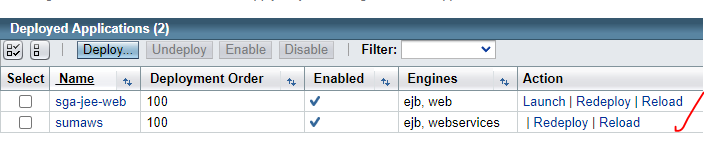 Deployed Applications (2)
Deploy... Undeploy Enable Disable Filter:
Select Name Deployment Order Enabled Engines Action
sga-jee-web 100 ejb, web Launch | Redeploy | Reload
sumaws 100 ejb, webservices | Redeploy | Reload